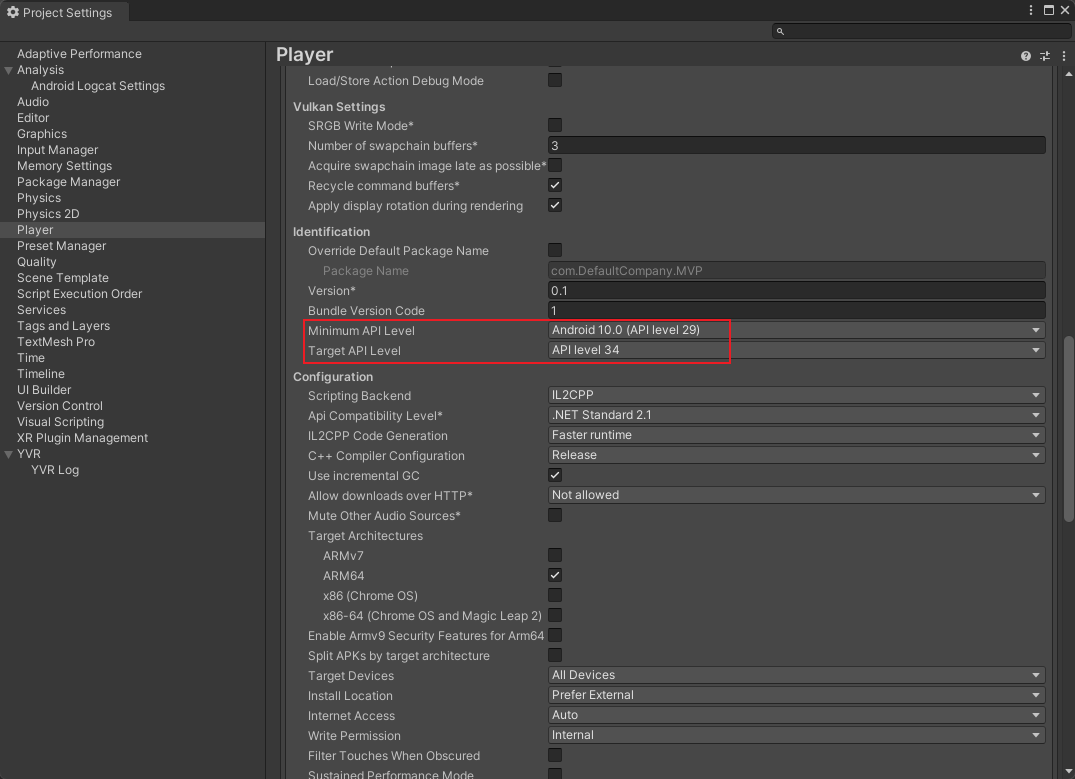 Project Settings
Adaptive Performance
Analysis
Android Logcat Settings
Audio
Editor
Graphics
Input Manager
Memory Settings
Package Manager
Physics
Physics 2D
Player
Preset Manager
Quality
Scene Template
Script Execution Order
Services
Tags and Layers
TextMesh Pro
Time
Timeline
UI Builder
Version Control
Visual Scripting
XR Plugin Management
YVR
YVR Log
Player
Load/Store Action Debug Mode
Vulkan Settings
SRGB Write Mode*
Number of swapchain buffers* 3
Acquire swapchain image late as possible*
Recycle command buffers*
Apply display rotation during rendering
Identification
Override Default Package Name
Package Name com.DefaultCompany.MVP
Version* 0.1
Bundle Version Code 1
Minimum API Level Android 10.0 (API level 29)
Target API Level API level 34
Configuration
Scripting Backend IL2CPP
Api Compatibility Level* .NET Standard 2.1
IL2CPP Code Generation Faster runtime
C++ Compiler Configuration Release
Use incremental GC
Allow downloads over HTTP* Not allowed
Mute Other Audio Sources*
Target Architectures
ARMv7
ARM64
x86 (Chrome OS)
x86-64 (Chrome OS and Magic Leap 2)
Enable Armv9 Security Features for Arm64
Split APKs by target architecture
Target Devices All Devices
Install Location Prefer External
Internet Access Auto
Write Permission Internal
Filter Touches When Obscured
Sustained Performance Mode